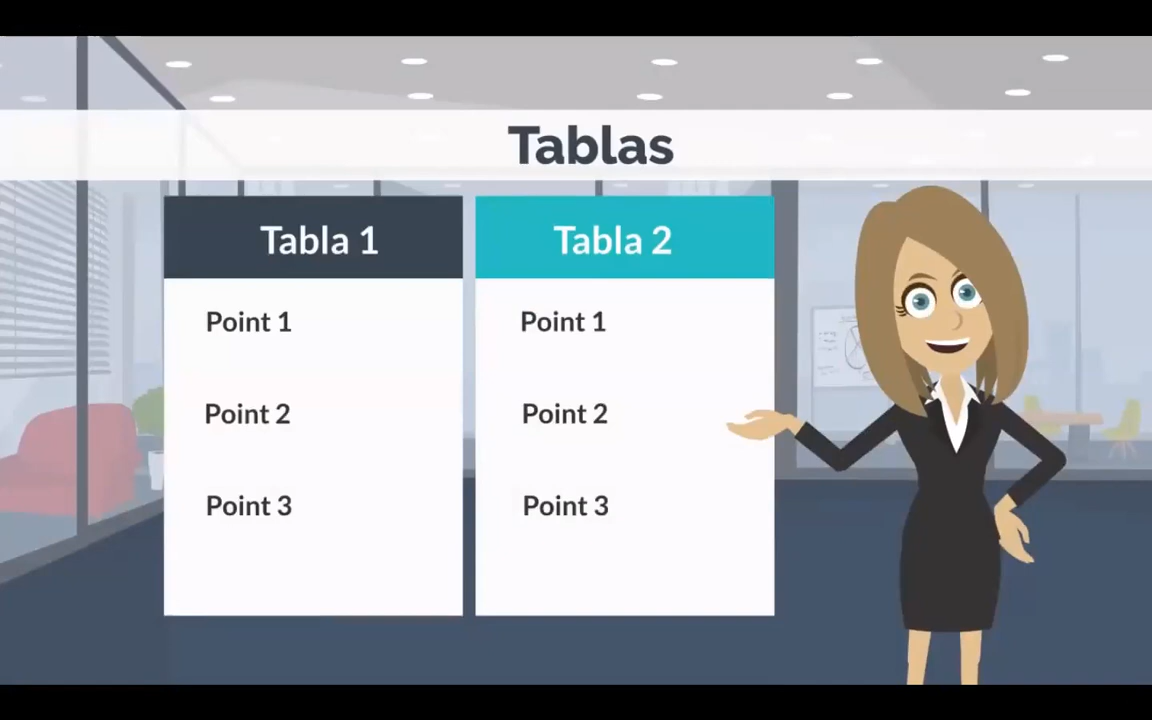 Tablas
Tabla 1
Point 1
Point 2
Point 3
Tabla 2
Point 1
Point 2
Point 3